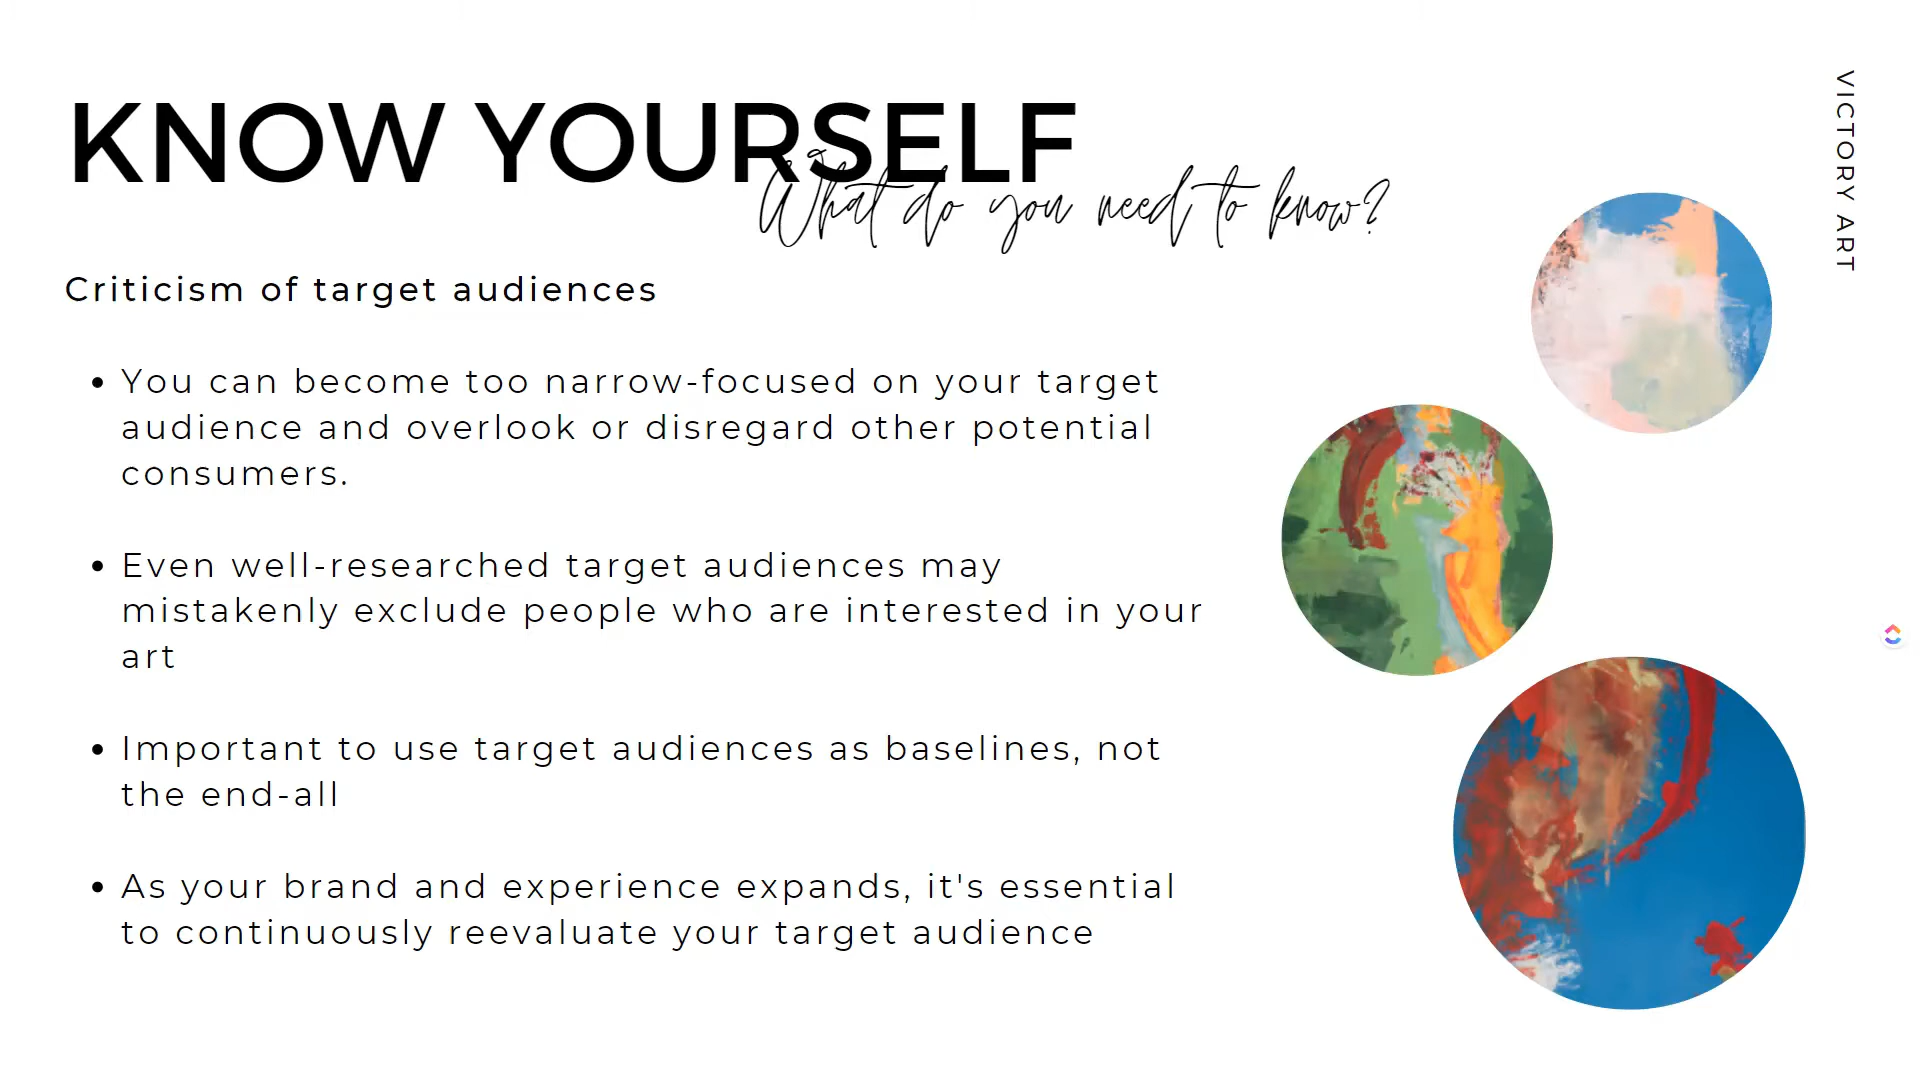 KNOW YOURSELF
What do you need to know?
VICTORY ART
Criticism of target audiences
• You can become too narrow-focused on your target
audience and overlook or disregard other potential
consumers.
• Even well-researched target audiences may
mistakenly exclude people who are interested in your
art
• Important to use target audiences as baselines, not
the end-all
• As your brand and experience expands, it's essential
to continuously reevaluate your target audience